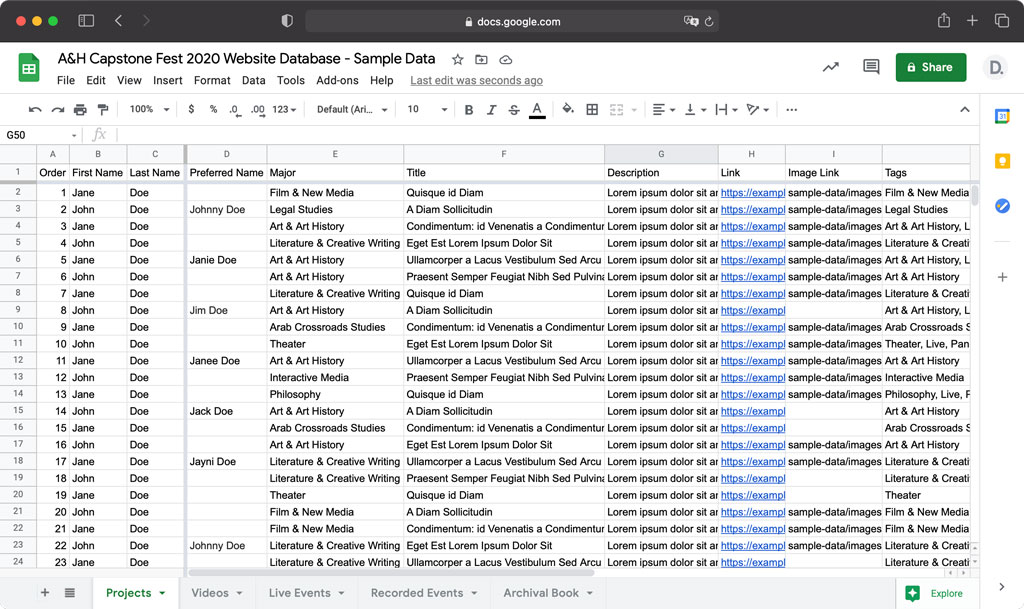 docs.google.com
A&H Capstone Fest 2020 Website Database - Sample Data
File Edit View Insert Format Data Tools Add-ons Help Last edit was seconds ago
Share
D.
100% $ % .0 .00 123 Default (Ari... 10 B I S A
31
G50 fx
A B C D E F G H I
1 Order First Name Last Name Preferred Name Major Title Description Link Image Link Tags
2 1 Jane Doe Film & New Media Quisque id Diam Lorem ipsum dolor sit ar https://exampl sample-data/images Film & New Media
3 2 John Doe Johnny Doe Legal Studies A Diam Sollicitudin Lorem ipsum dolor sit ar https://exampl sample-data/images Legal Studies
4 3 Jane Doe Art & Art History Condimentum: id Venenatis a Condimentur Lorem ipsum dolor sit ar https://exampl sample-data/images Art & Art History, L
5 4 John Doe Literature & Creative Writing Eget Est Lorem Ipsum Dolor Sit Lorem ipsum dolor sit ar https://exampl sample-data/images Literature & Creati
6 5 Jane Doe Janie Doe Art & Art History Ullamcorper a Lacus Vestibulum Sed Arcu Lorem ipsum dolor sit ar https://exampl sample-data/images Art & Art History, L
7 6 John Doe Art & Art History Praesent Semper Feugiat Nibh Sed Pulvina Lorem ipsum dolor sit ar https://exampl sample-data/images Art & Art History
8 7 Jane Doe Literature & Creative Writing Quisque id Diam Lorem ipsum dolor sit ar https://exampl Literature & Creati
9 8 John Doe Jim Doe Art & Art History A Diam Sollicitudin Lorem ipsum dolor sit ar https://exampl Art & Art History, L
10 9 Jane Doe Arab Crossroads Studies Condimentum: id Venenatis a Condimentur Lorem ipsum dolor sit ar https://exampl sample-data/images Arab Crossroads S
11 10 John Doe Theater Eget Est Lorem Ipsum Dolor Sit Lorem ipsum dolor sit ar https://exampl sample-data/images Theater, Live, Pan
12 11 Jane Doe Janee Doe Art & Art History Ullamcorper a Lacus Vestibulum Sed Arcu Lorem ipsum dolor sit ar https://exampl sample-data/images Art & Art History
13 12 John Doe Interactive Media Praesent Semper Feugiat Nibh Sed Pulvina Lorem ipsum dolor sit ar https://exampl sample-data/images Interactive Media
14 13 Jane Doe Philosophy Quisque id Diam Lorem ipsum dolor sit ar https://exampl sample-data/images Philosophy, Live, F
15 14 John Doe Jack Doe Art & Art History A Diam Sollicitudin Lorem ipsum dolor sit ar https://exampl Art & Art History
16 15 Jane Doe Arab Crossroads Studies Condimentum: id Venenatis a Condimentur Lorem ipsum dolor sit ar https://exampl Arab Crossroads S
17 16 John Doe Art & Art History Eget Est Lorem Ipsum Dolor Sit Lorem ipsum dolor sit ar https://exampl sample-data/images Art & Art History
18 17 Jane Doe Jayni Doe Literature & Creative Writing Ullamcorper a Lacus Vestibulum Sed Arcu Lorem ipsum dolor sit ar https://exampl sample-data/images Literature & Creati
19 18 John Doe Literature & Creative Writing Praesent Semper Feugiat Nibh Sed Pulvina Lorem ipsum dolor sit ar https://exampl Literature & Creati
20 19 Jane Doe Theater Quisque id Diam Lorem ipsum dolor sit ar https://exampl Theater
21 20 John Doe Film & New Media A Diam Sollicitudin Lorem ipsum dolor sit ar https://exampl sample-data/images Film & New Media
22 21 Jane Doe Film & New Media Condimentum: id Venenatis a Condimentur Lorem ipsum dolor sit ar https://exampl sample-data/images Film & New Media
23 22 John Doe Johnny Doe Literature & Creative Writing Eget Est Lorem Ipsum Dolor Sit Lorem ipsum dolor sit ar https://exampl sample-data/images Literature & Creati
24 23 Jane Doe Literature & Creative Writing Ullamcorper a Lacus Vestibulum Sed Arcu Lorem ipsum dolor sit ar https://exampl sample-data/images Literature & Creati
Projects Videos Live Events Recorded Events Archival Book Explore